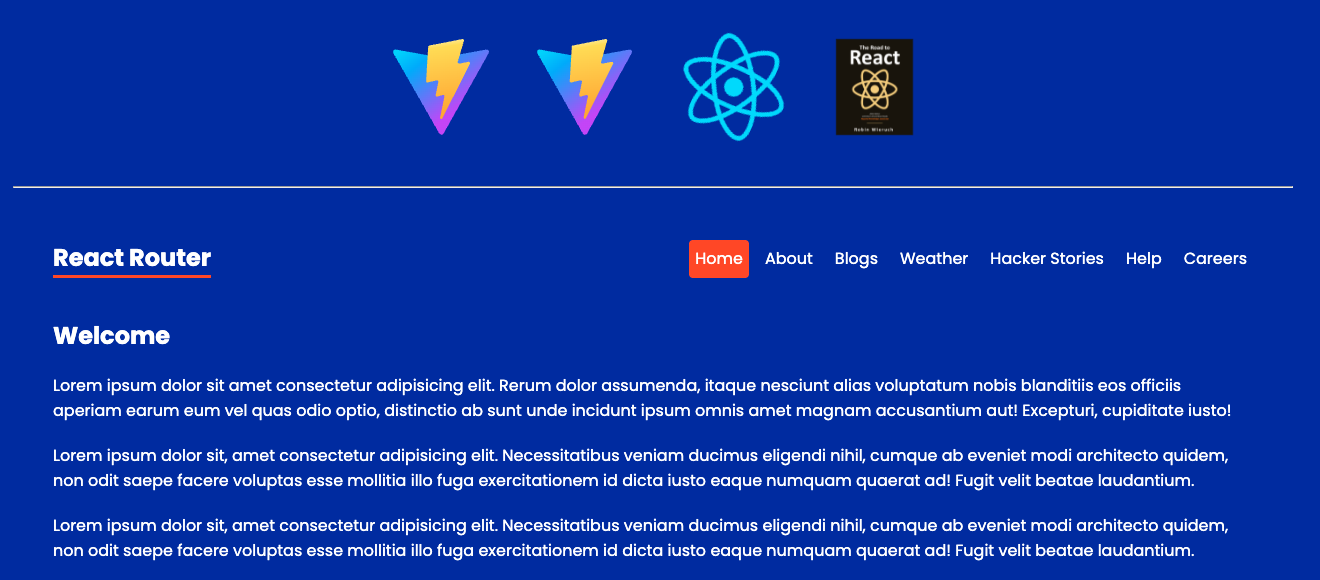 The Road to
React
Robin Wieruch
React Router
Home About Blogs Weather Hacker Stories Help Careers
Welcome
Lorem ipsum dolor sit amet consectetur adipisicing elit. Rerum dolor assumenda, itaque nesciunt alias voluptatum nobis blanditiis eos officiis
aperiam earum eum vel quas odio optio, distinctio ab sunt unde incidunt ipsum omnis amet magnam accusantium aut! Excepturi, cupiditate iusto!
Lorem ipsum dolor sit, amet consectetur adipisicing elit. Necessitatibus veniam ducimus eligendi nihil, cumque ab eveniet modi architecto quidem,
non odit saepe facere voluptas esse mollitia illo fuga exercitationem id dicta iusto eaque numquam quaerat ad! Fugit velit beatae laudantium.
Lorem ipsum dolor sit, amet consectetur adipisicing elit. Necessitatibus veniam ducimus eligendi nihil, cumque ab eveniet modi architecto quidem,
non odit saepe facere voluptas esse mollitia illo fuga exercitationem id dicta iusto eaque numquam quaerat ad! Fugit velit beatae laudantium.